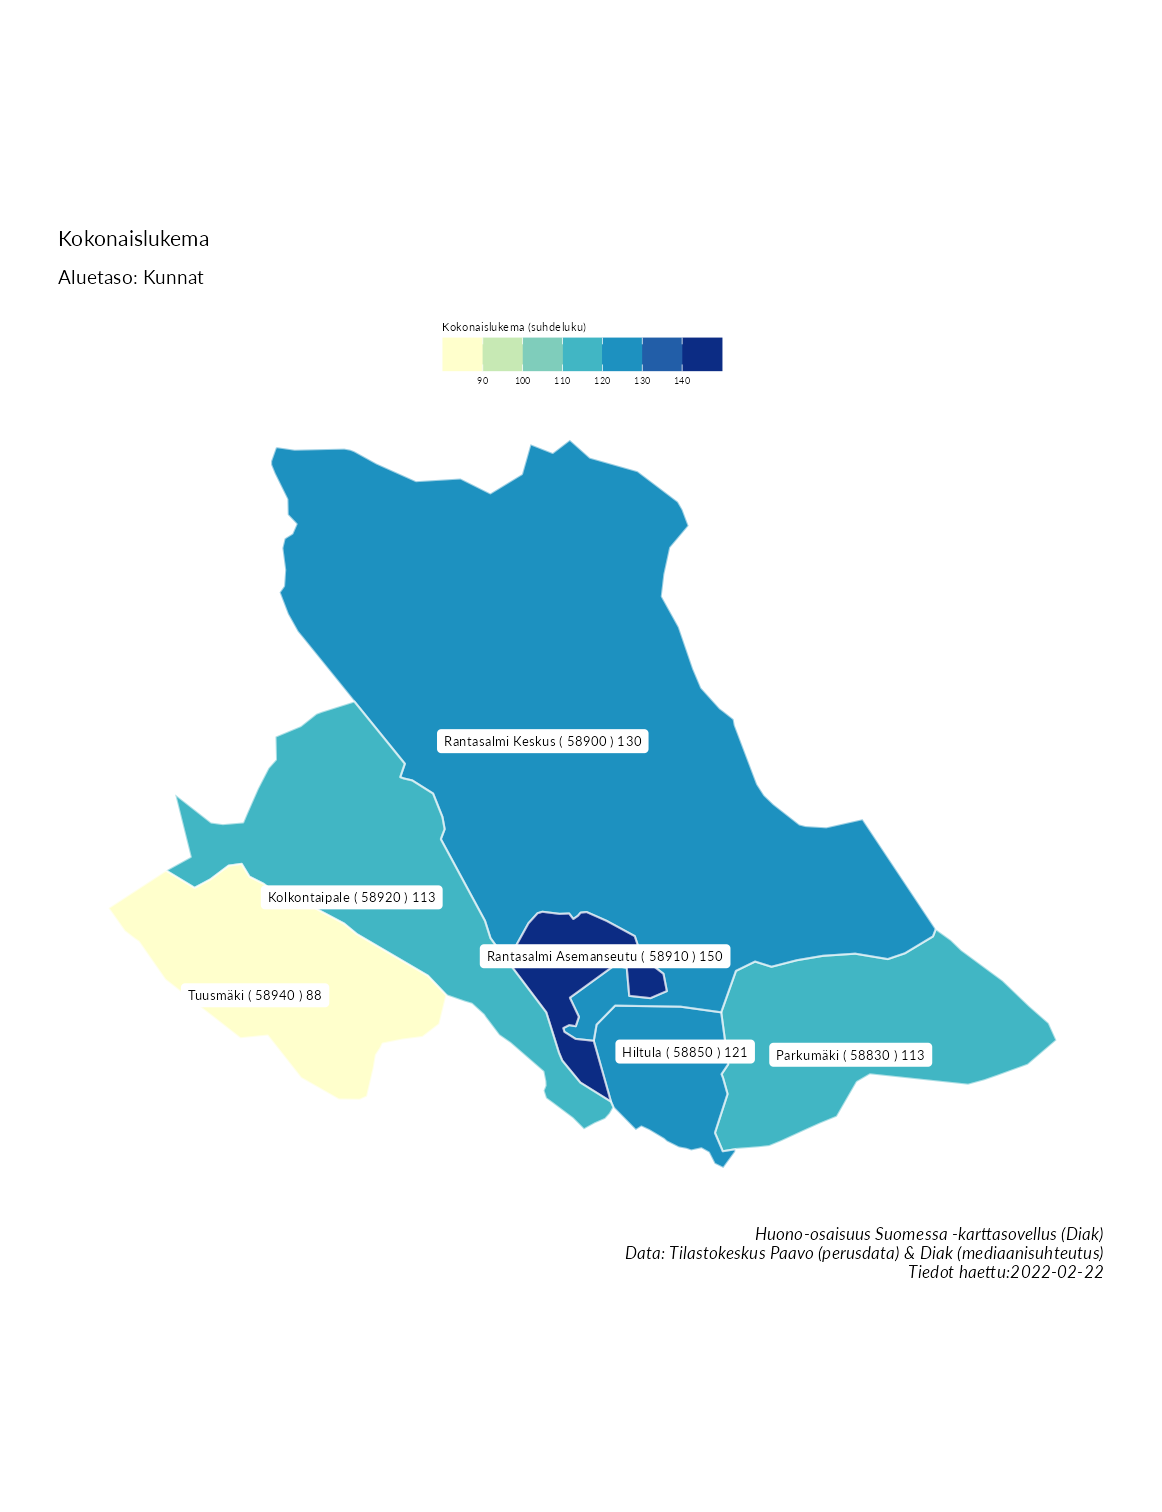 Kokonaislukema
Aluetaso: Kunnat
Kokonaislukema (suhdeluku)
90 100 110 120 130 140
Rantasalmi Keskus ( 58900 ) 130
Kolkontaipale ( 58920 ) 113
Rantasalmi Asemanseutu ( 58910 ) 150
Tuusmäki ( 58940 ) 88
Hiltula ( 58850 ) 121
Parkumäki ( 58830 ) 113
Huono-osaisuus Suomessa -karttasovellus (Diak)
Data: Tilastokeskus Paavo (perusdata) & Diak (mediaanisuhteutus)
Tiedot haettu:2022-02-22